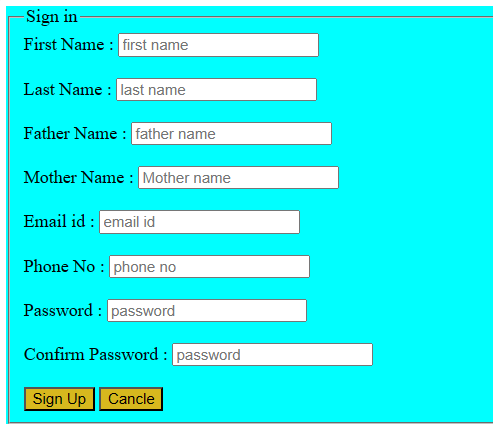 Sign in
First Name : first name
Last Name : last name
Father Name : father name
Mother Name : Mother name
Email id : email id
Phone No : phone no
Password : password
Confirm Password : password
Sign Up Cancle